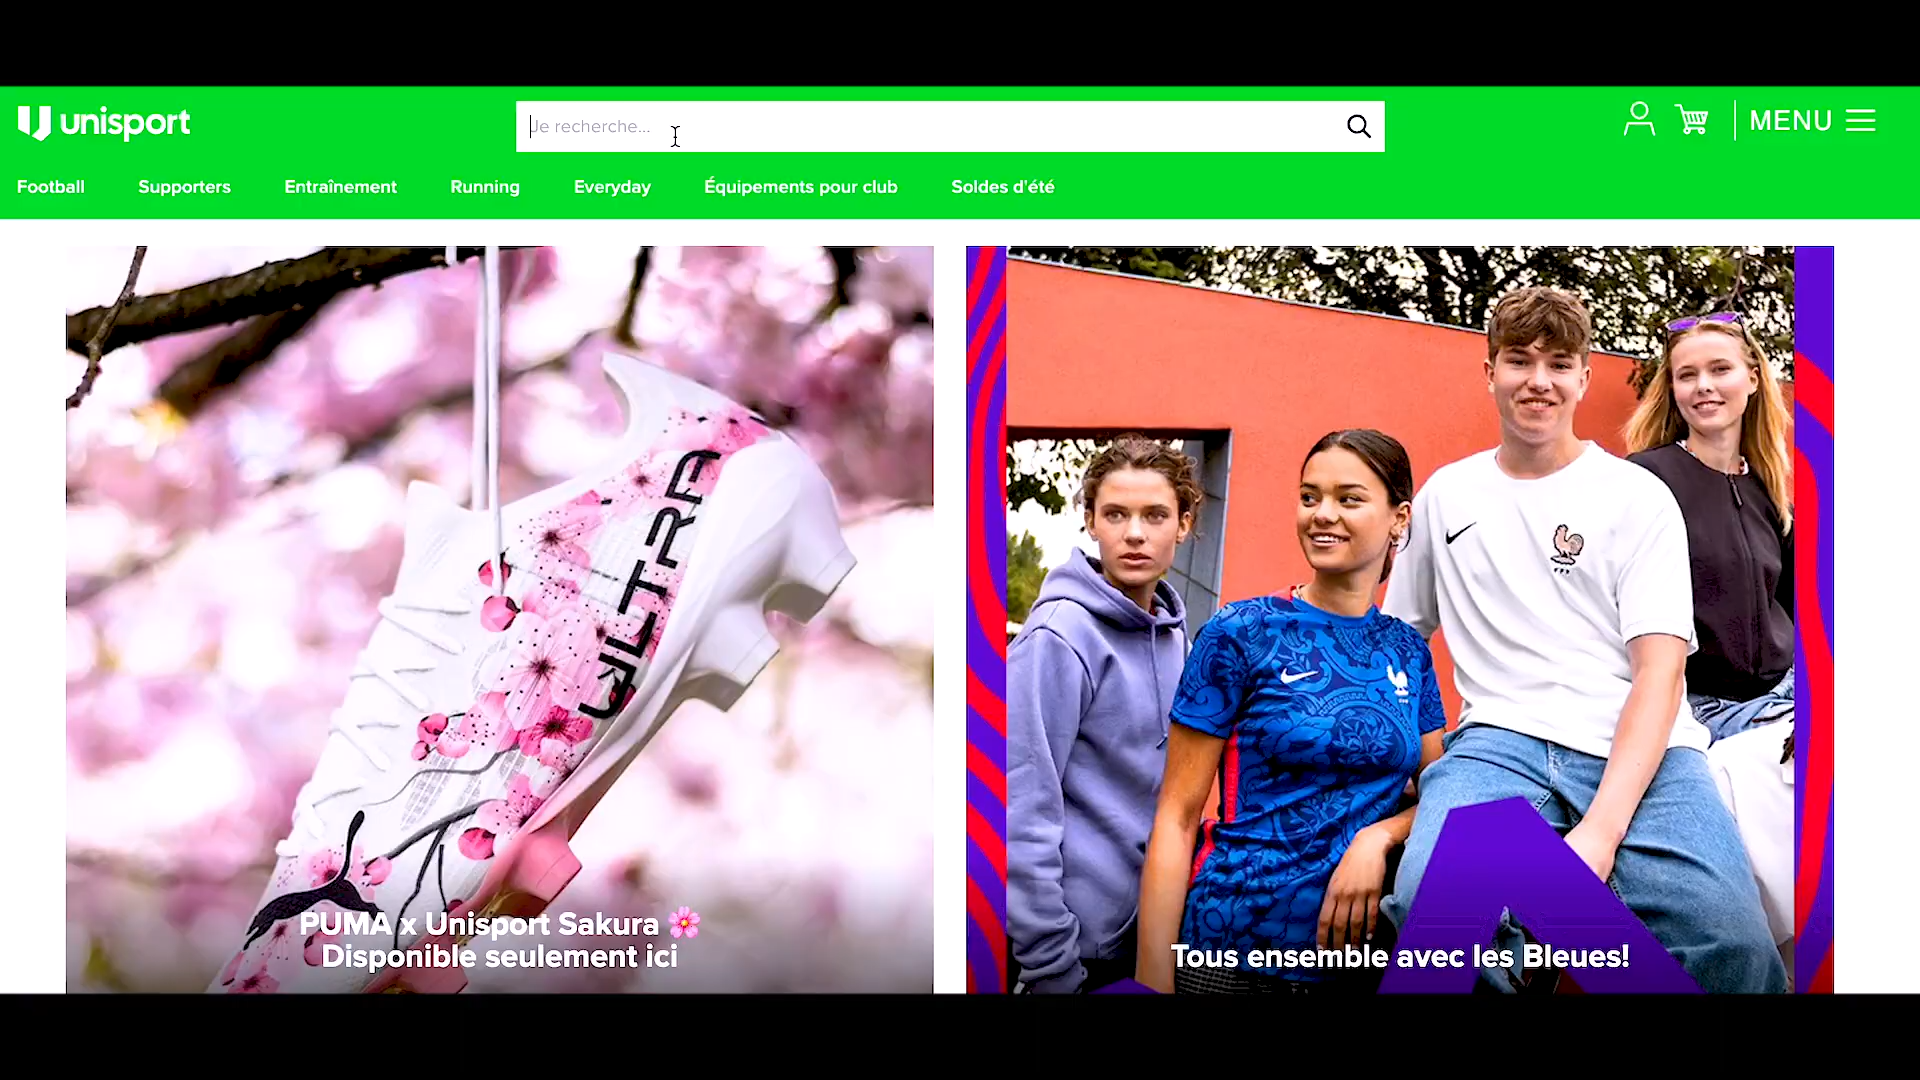 unisport
Je recherche...
MENU
Football
Supporters
Entraînement
Running
Everyday
Équipements pour club
Soldes d'été
ULTRA
FFF
PUMA x Unisport Sakura 🌸
Disponible seulement ici
Tous ensemble avec les Bleues!